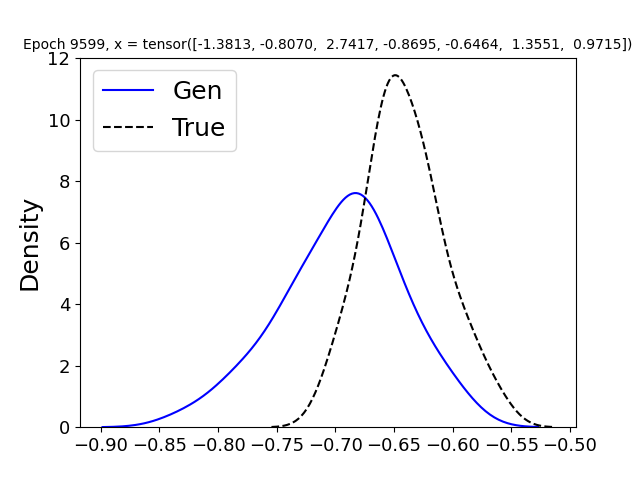 Epoch 9599, x = tensor([-1.3813, -0.8070,  2.7417, -0.8695, -0.6464,  1.3551,  0.9715])
12
Gen
True
10
8
6
4
2
0
Density
−0.90 −0.85 −0.80 −0.75 −0.70 −0.65 −0.60 −0.55 −0.50